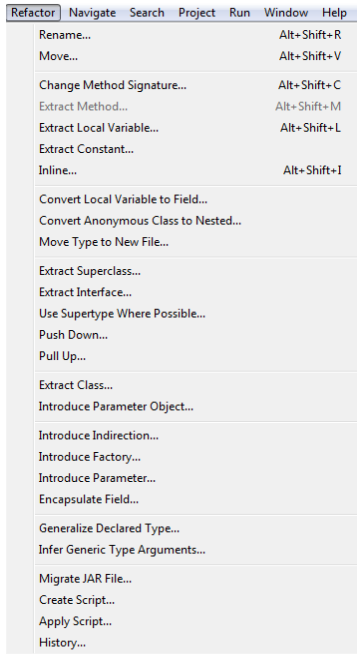 Refactor Navigate Search Project Run Window Help
Rename... Alt+Shift+R
Move... Alt+Shift+V
Change Method Signature... Alt+Shift+C
Extract Method... Alt+Shift+M
Extract Local Variable... Alt+Shift+L
Extract Constant...
Inline... Alt+Shift+I
Convert Local Variable to Field...
Convert Anonymous Class to Nested...
Move Type to New File...
Extract Superclass...
Extract Interface...
Use Supertype Where Possible...
Push Down...
Pull Up...
Extract Class...
Introduce Parameter Object...
Introduce Indirection...
Introduce Factory...
Introduce Parameter...
Encapsulate Field...
Generalize Declared Type...
Infer Generic Type Arguments...
Migrate JAR File...
Create Script...
Apply Script...
History...